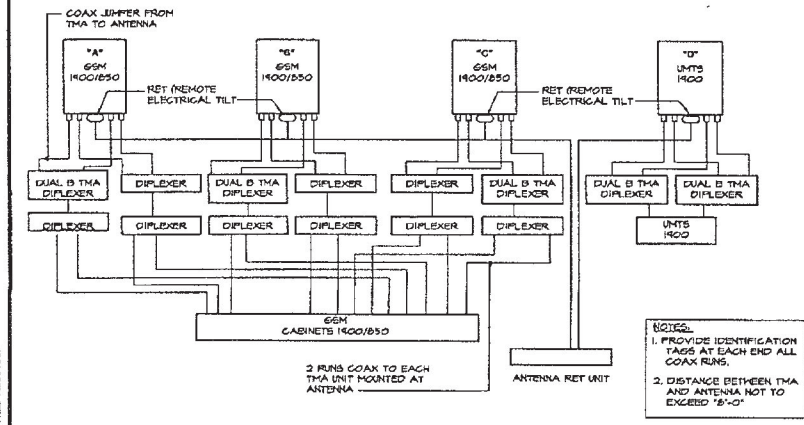 COAX JUMPER FROM
TMA TO ANTENNA
"A"
GSM
1900/850
"B"
GSM
1900/850
"C"
GSM
1900/850
"D"
UMTS
1900
RET (REMOTE
ELECTRICAL TILT
RET (REMOTE
ELECTRICAL TILT
DUAL B TMA
DIPLEXER
DIPLEXER
DUAL B TMA
DIPLEXER
DIPLEXER
DIPLEXER
DUAL B TMA
DIPLEXER
DUAL B TMA
DIPLEXER
DUAL B TMA
DIPLEXER
DIPLEXER
DIPLEXER
DIPLEXER
DIPLEXER
DIPLEXER
DIPLEXER
UMTS
1900
GSM
CABINETS 1900/850
2 RUNS COAX TO EACH
TMA UNIT MOUNTED AT
ANTENNA
ANTENNA RET UNIT
NOTES:
1. PROVIDE IDENTIFICATION
TAGS AT EACH END ALL
COAX RUNS.
2. DISTANCE BETWEEN TMA
AND ANTENNA NOT TO
EXCEED